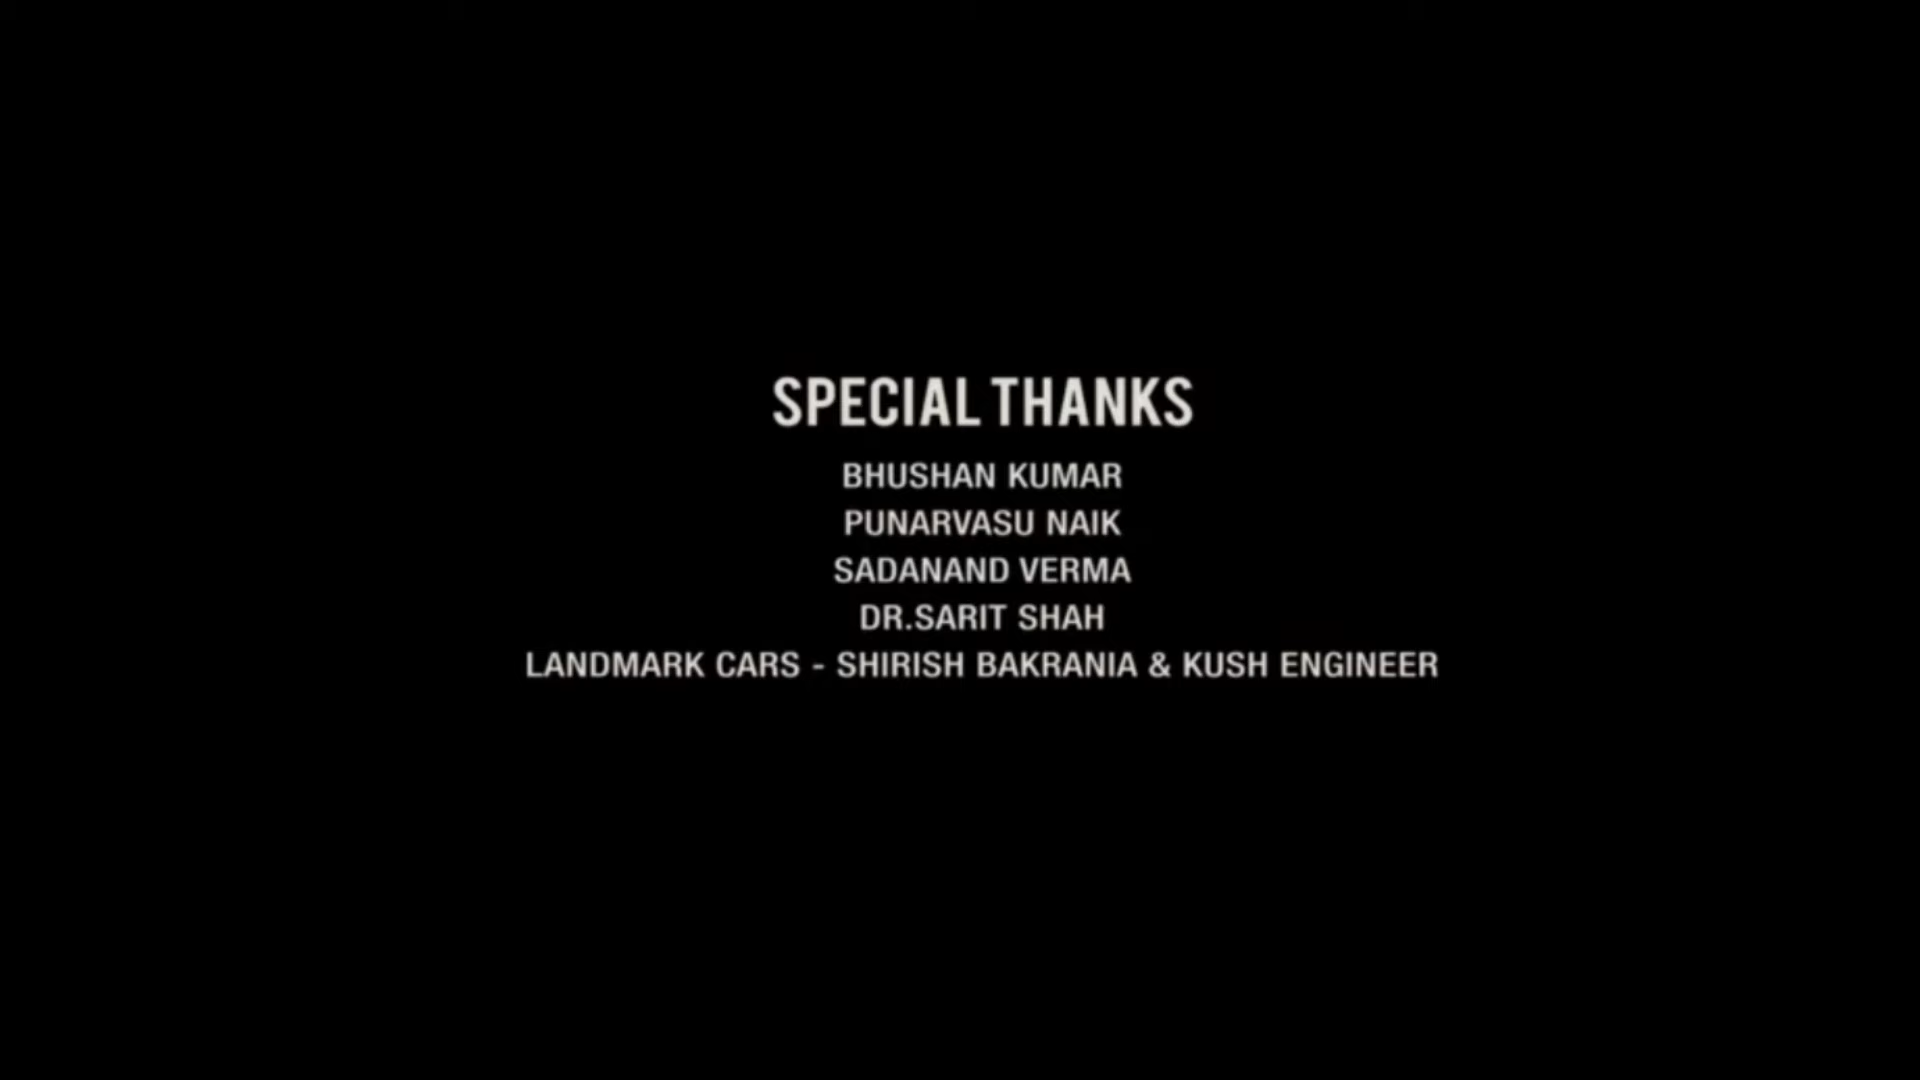 SPECIAL THANKS
BHUSHAN KUMAR
PUNARVASU NAIK
SADANAND VERMA
DR.SARIT SHAH
LANDMARK CARS - SHIRISH BAKRANIA & KUSH ENGINEER